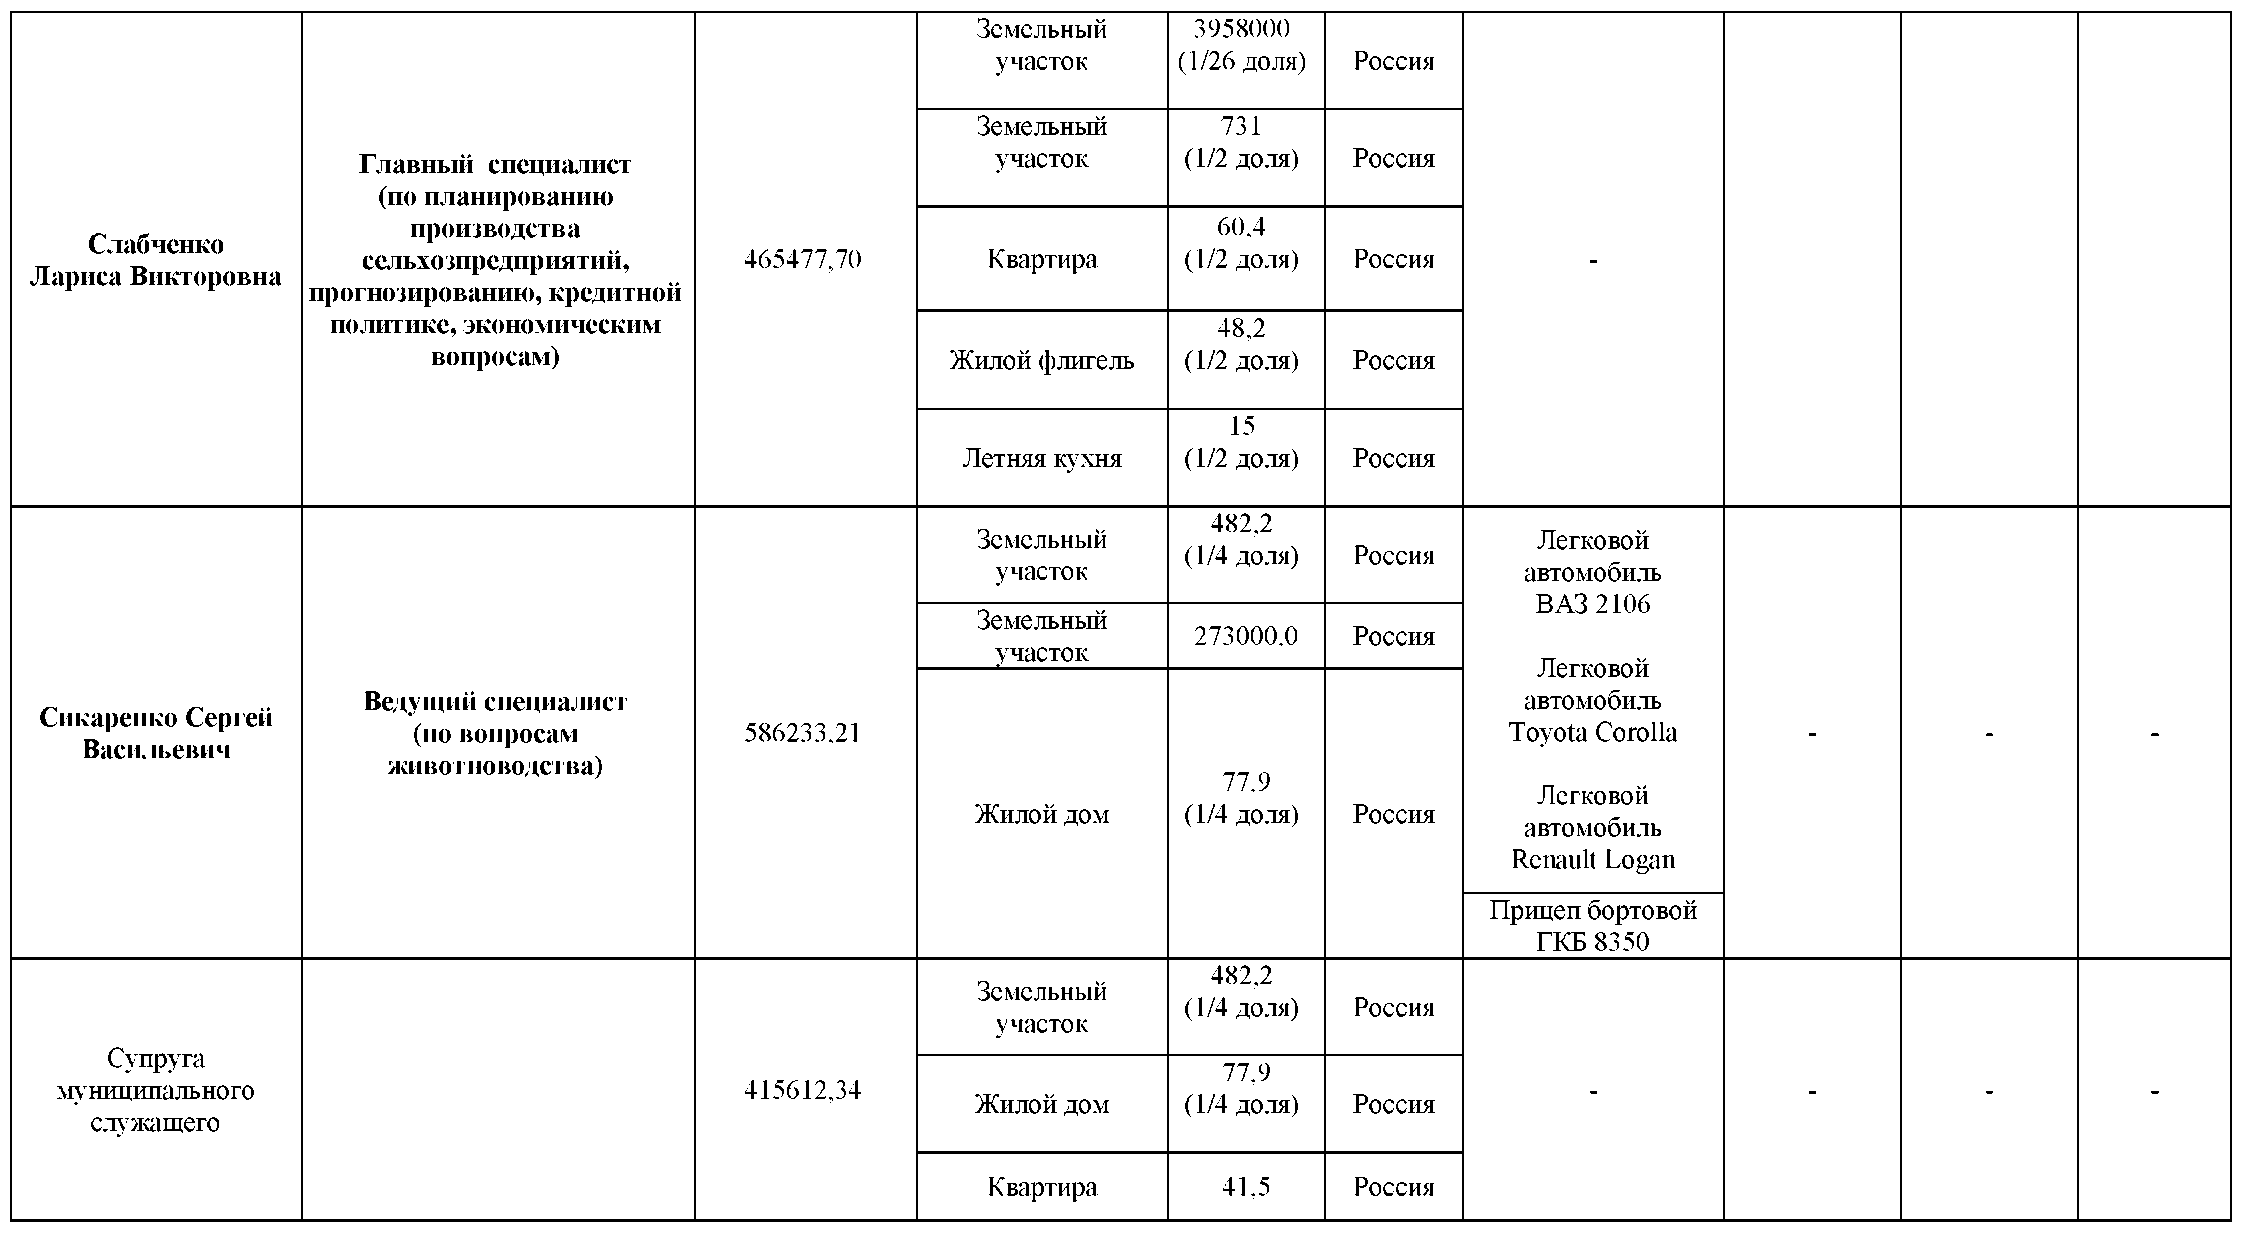 Слабченко
Лариса Викторовна
Главный специалист
(по планированию
производства
сельхозпредприятий,
прогнозированию, кредитной
политике, экономическим
вопросам)
465477,70
Земельный
участок
3958000
(1/26 доля)
Россия
Земельный
участок
731
(1/2 доля)
Россия
Квартира
60,4
(1/2 доля)
Россия
Жилой флигель
48,2
(1/2 доля)
Россия
Летняя кухня
15
(1/2 доля)
Россия
-
Сикаренко Сергей
Васильевич
Ведущий специалист
(по вопросам
животноводства)
586233,21
Земельный
участок
482,2
(1/4 доля)
Россия
Земельный
участок
273000,0
Россия
Жилой дом
77,9
(1/4 доля)
Россия
Легковой
автомобиль
ВАЗ 2106
Легковой
автомобиль
Toyota Corolla
Легковой
автомобиль
Renault Logan
Прицеп бортовой
ГКБ 8350
-
-
-
Супруга
муниципального
служащего
415612,34
Земельный
участок
482,2
(1/4 доля)
Россия
Жилой дом
77,9
(1/4 доля)
Россия
Квартира
41,5
Россия
-
-
-
-